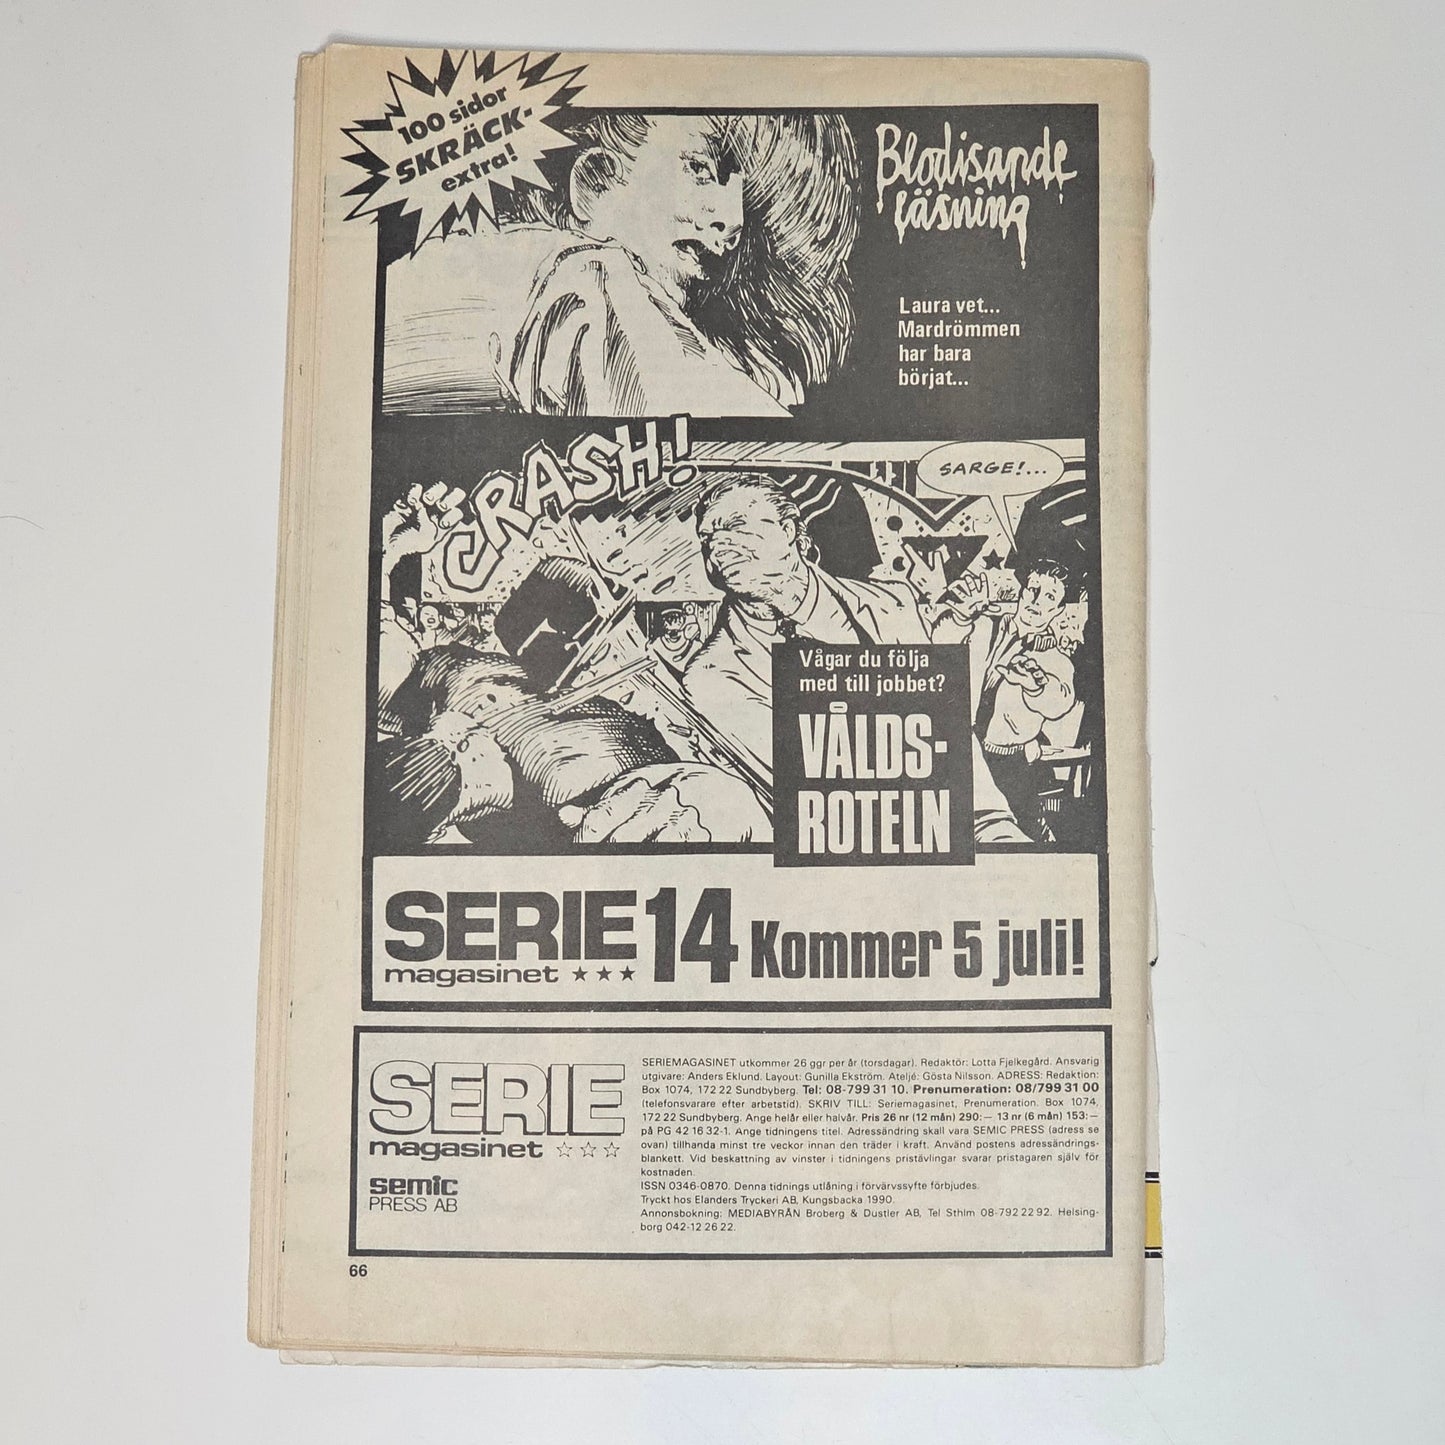 100 sidor
SKRÄCK-
extra!
Blodisande
läsning
Laura vet...
Mardrömmen
har bara
börjat...
CRASH!
SARGE!...
Vågar du följa
med till jobbet?
VÅLDS-
ROTELN
SERIE 14 Kommer 5 juli!
magasinet ★★★
SERIE
magasinet ☆☆☆
semic
PRESS AB
SERIEMAGASINET utkommer 26 ggr per år (torsdagar). Redaktör: Lotta Fjelkegård. Ansvarig
utgivare: Anders Eklund. Layout: Gunilla Ekström. Ateljé: Gösta Nilsson. ADRESS: Redaktion:
Box 1074, 172 22 Sundbyberg. Tel: 08-799 31 10. Prenumeration: 08/799 31 00
(telefonsvarare efter arbetstid). SKRIV TILL: Seriemagasinet, Prenumeration. Box 1074,
172 22 Sundbyberg. Ange helår eller halvår. Pris 26 nr (12 mån) 290:— 13 nr (6 mån) 153:—
på PG 42 16 32-1. Ange tidningens titel. Adressändring skall vara SEMIC PRESS (adress se
ovan) tillhanda minst tre veckor innan den träder i kraft. Använd postens adressändrings-
blankett. Vid beskattning av vinster i tidningens pristävlingar svarar pristagaren själv för
kostnaden.
ISSN 0346-0870. Denna tidnings utlåning i förvärvssyfte förbjudes.
Tryckt hos Elanders Tryckeri AB, Kungsbacka 1990.
Annonsbokning: MEDIABYRÅN Broberg & Dustler AB, Tel Sthlm 08-792 22 92. Helsing-
borg 042-12 26 22.
66